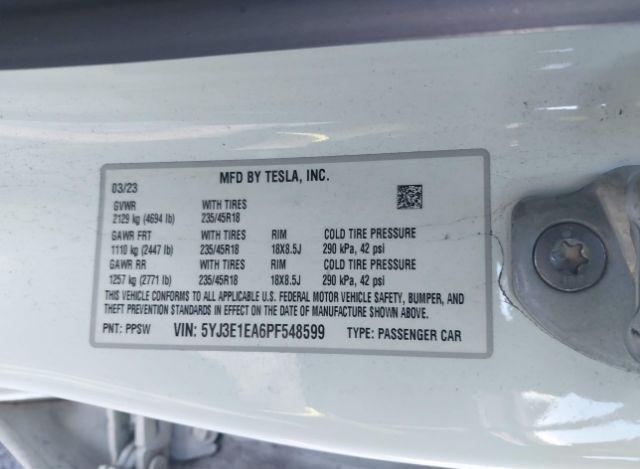 MFD BY TESLA, INC.
03/23
GVWR WITH TIRES
2129 kg (4694 lb) 235/45R18
GAWR FRT WITH TIRES RIM COLD TIRE PRESSURE
1110 kg (2447 lb) 235/45R18 18X8.5J 290 kPa, 42 psi
GAWR RR WITH TIRES RIM COLD TIRE PRESSURE
1257 kg (2771 lb) 235/45R18 18X8.5J 290 kPa, 42 psi
THIS VEHICLE CONFORMS TO ALL APPLICABLE U.S. FEDERAL MOTOR VEHICLE SAFETY, BUMPER, AND
THEFT PREVENTION STANDARDS IN EFFECT ON THE DATE OF MANUFACTURE SHOWN ABOVE.
PNT: PPSW VIN: 5YJ3E1EA6PF548599 TYPE: PASSENGER CAR